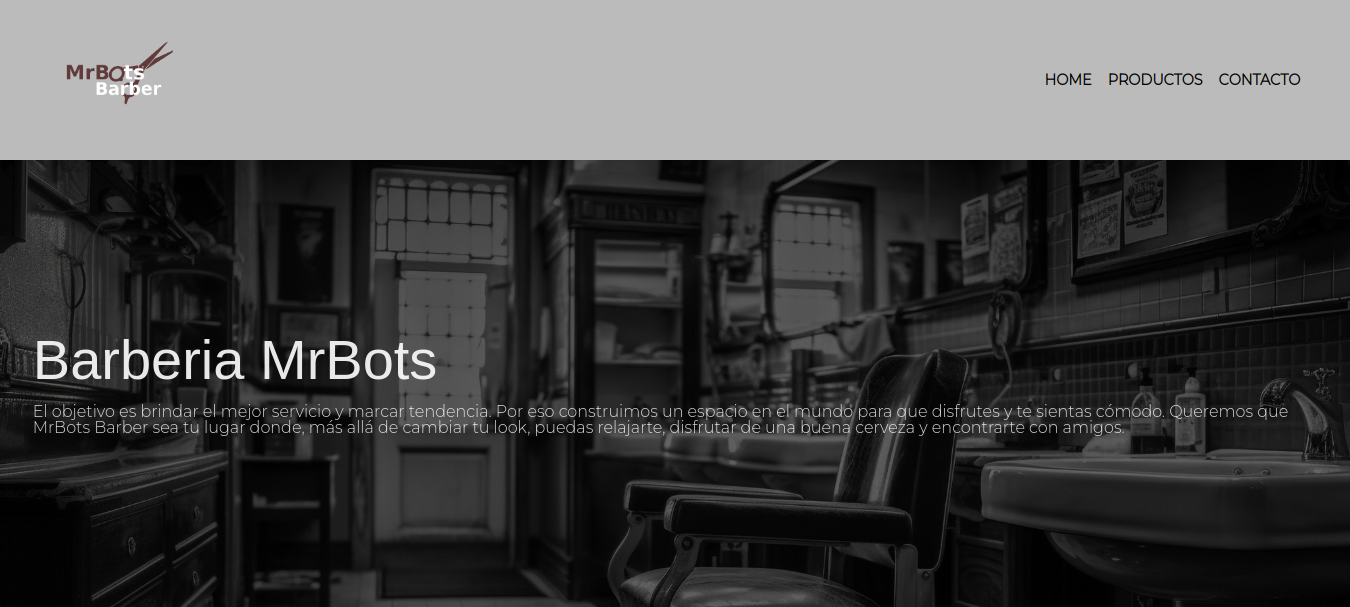 MrBots
Barber
HOME PRODUCTOS CONTACTO
Barberia MrBots
El objetivo es brindar el mejor servicio y marcar tendencia. Por eso construimos un espacio en el mundo para que disfrutes y te sientas cómodo. Queremos que
MrBots Barber sea tu lugar donde, más allá de cambiar tu look, puedas relajarte, disfrutar de una buena cerveza y encontrarte con amigos.